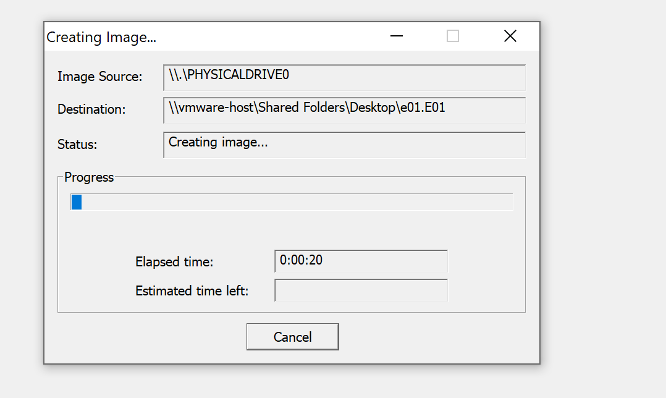 Creating Image...
Image Source: \\.\PHYSICALDRIVE0
Destination: \\vmware-host\Shared Folders\Desktop\e01.E01
Status: Creating image...
Progress
Elapsed time: 0:00:20
Estimated time left:
Cancel